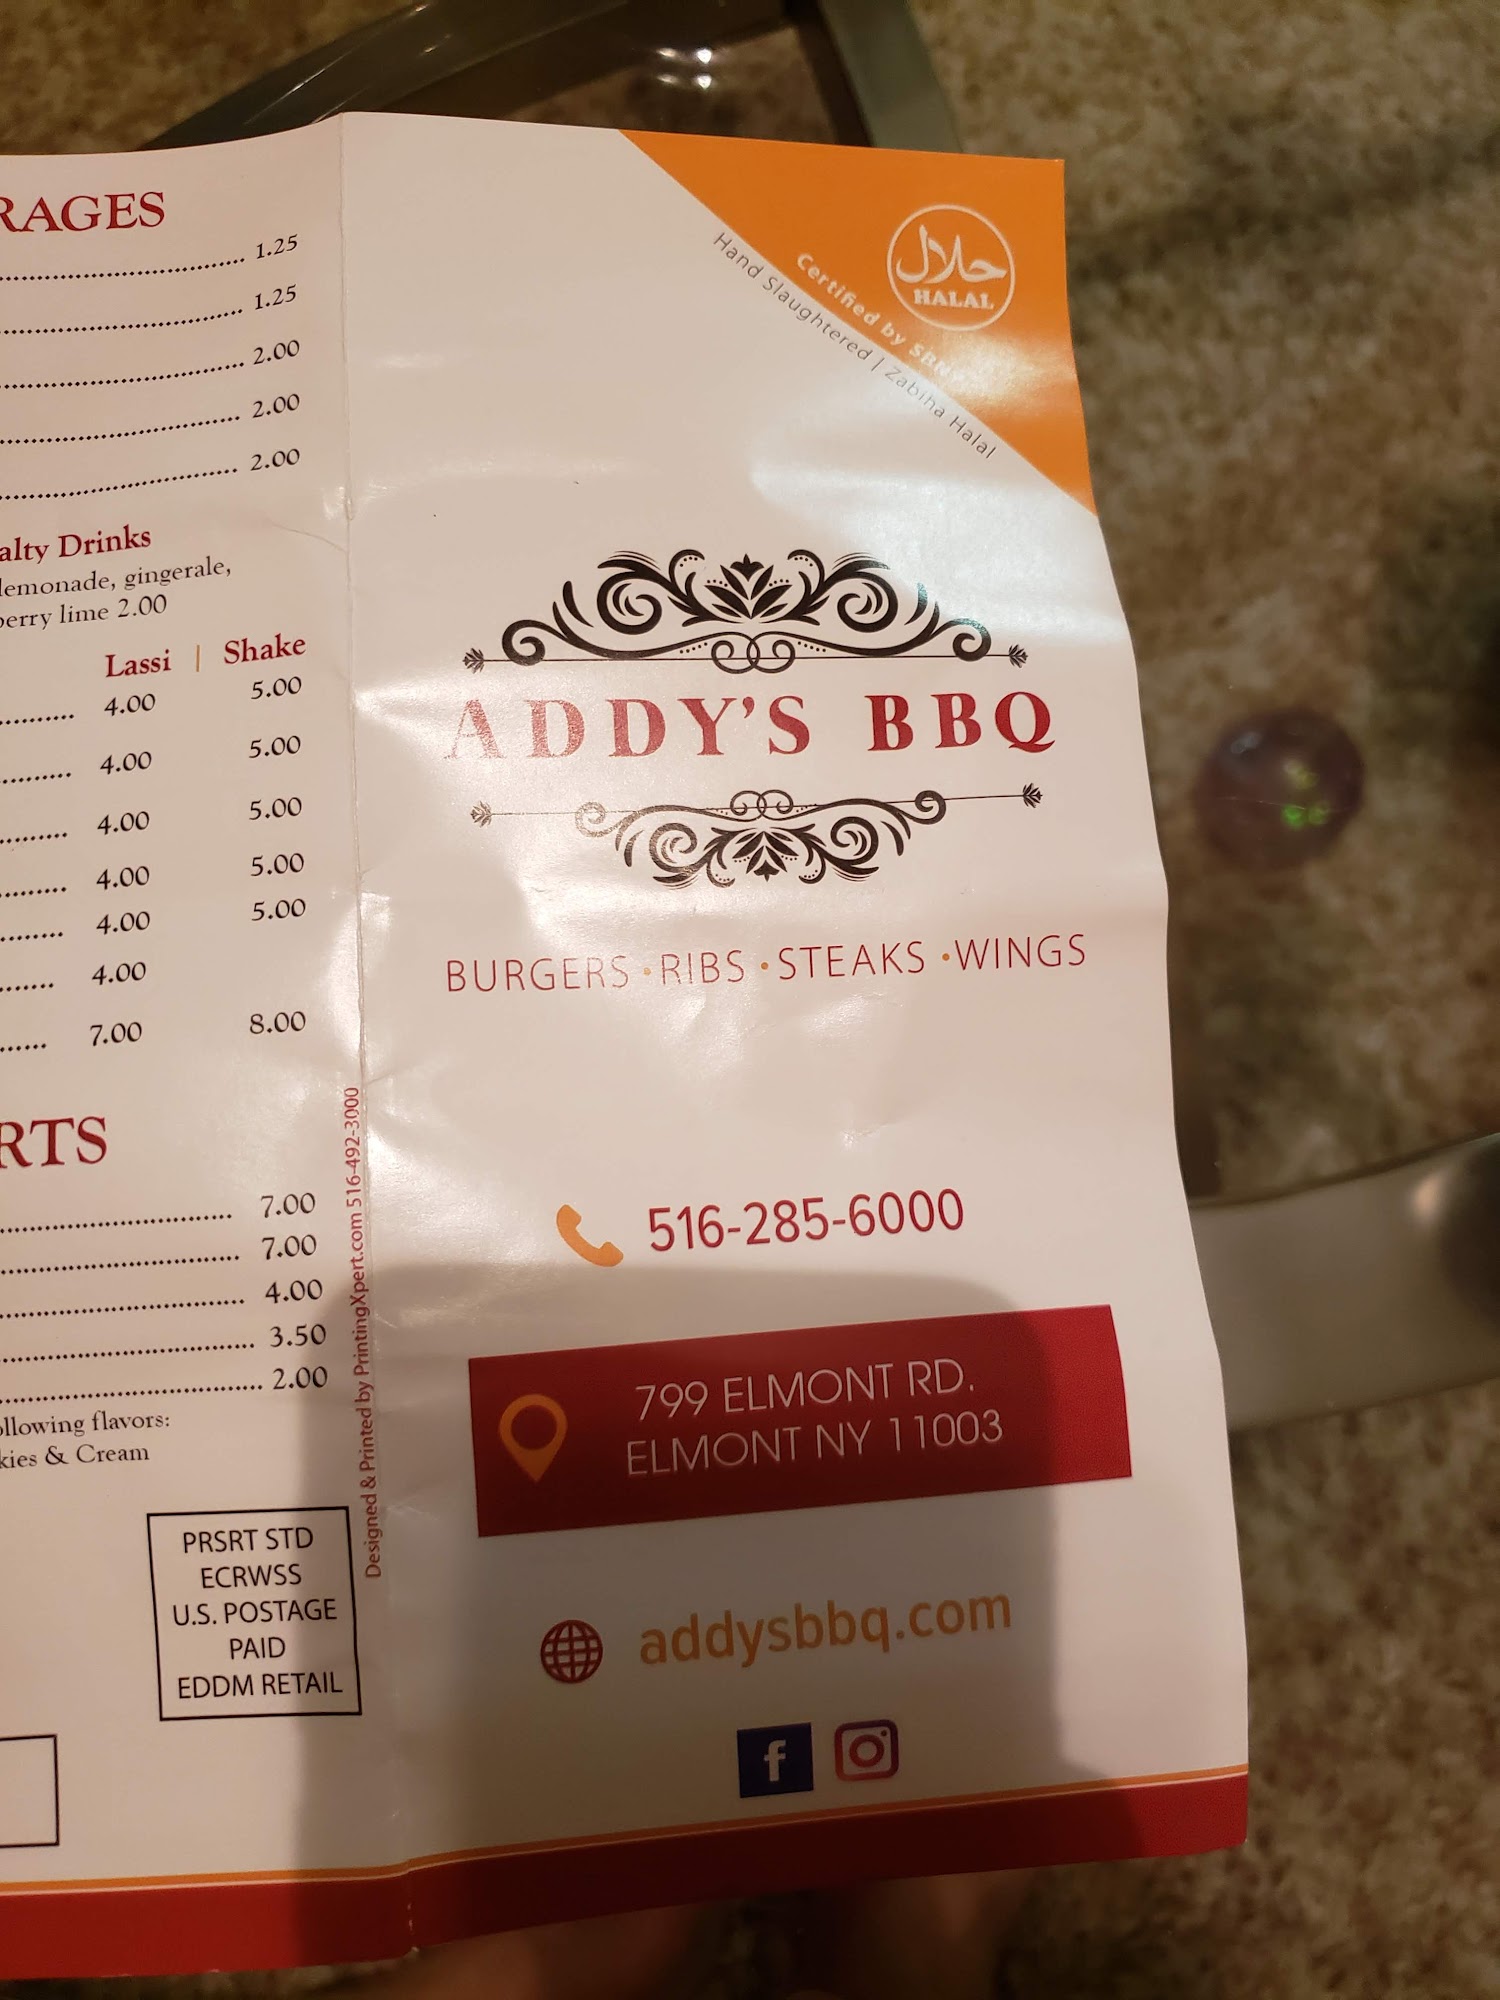 RAGES
1.25
1.25
2.00
2.00
2.00
alty Drinks
lemonade, gingerale,
berry lime 2.00
Lassi | Shake
4.00 5.00
4.00 5.00
4.00 5.00
4.00 5.00
4.00 5.00
4.00
7.00 8.00
RTS
7.00
7.00
4.00
3.50
2.00
ollowing flavors:
kies & Cream
PRSRT STD
ECRWSS
U.S. POSTAGE
PAID
EDDM RETAIL
Designed & Printed by PrintingXpert.com 516-492-3000
حلال
HALAL
Certified by
Hand Slaughtered | Zabiha Halal
ADDY'S BBQ
BURGERS • RIBS • STEAKS • WINGS
516-285-6000
799 ELMONT RD.
ELMONT NY 11003
addysbbq.com
f